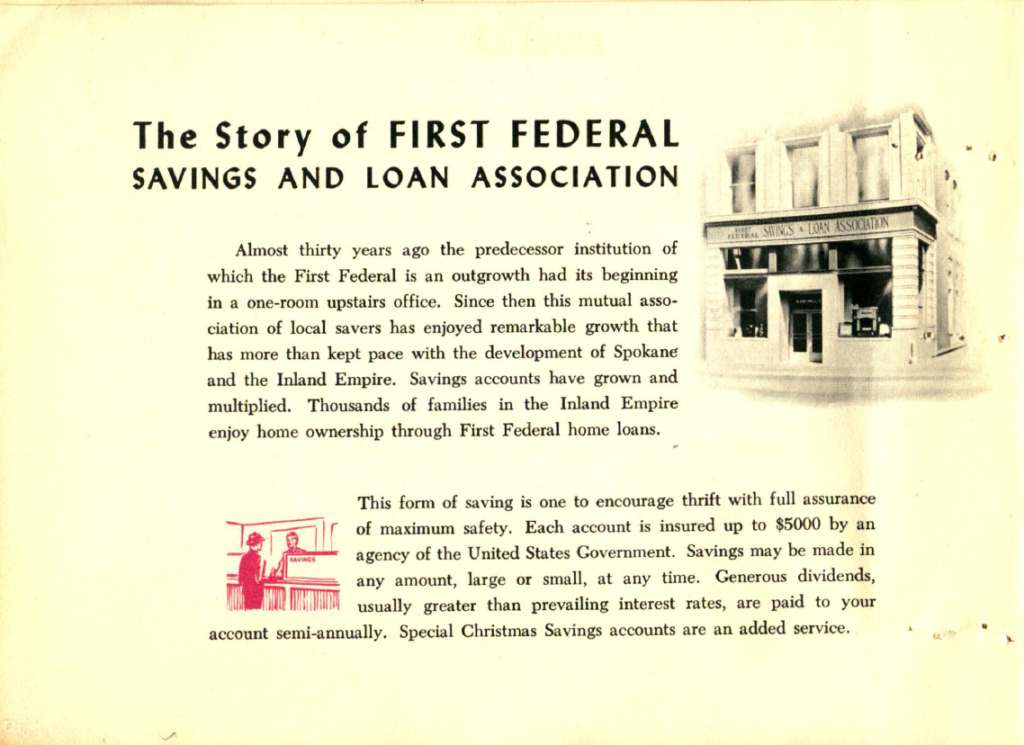 The Story of FIRST FEDERAL
SAVINGS AND LOAN ASSOCIATION
FIRST
FEDERAL SAVINGS & LOAN ASSOCIATION
Almost thirty years ago the predecessor institution of
which the First Federal is an outgrowth had its beginning
in a one-room upstairs office. Since then this mutual asso-
ciation of local savers has enjoyed remarkable growth that
has more than kept pace with the development of Spokane
and the Inland Empire. Savings accounts have grown and
multiplied. Thousands of families in the Inland Empire
enjoy home ownership through First Federal home loans.
SAVINGS
This form of saving is one to encourage thrift with full assurance
of maximum safety. Each account is insured up to $5000 by an
agency of the United States Government. Savings may be made in
any amount, large or small, at any time. Generous dividends,
usually greater than prevailing interest rates, are paid to your
account semi-annually. Special Christmas Savings accounts are an added service.